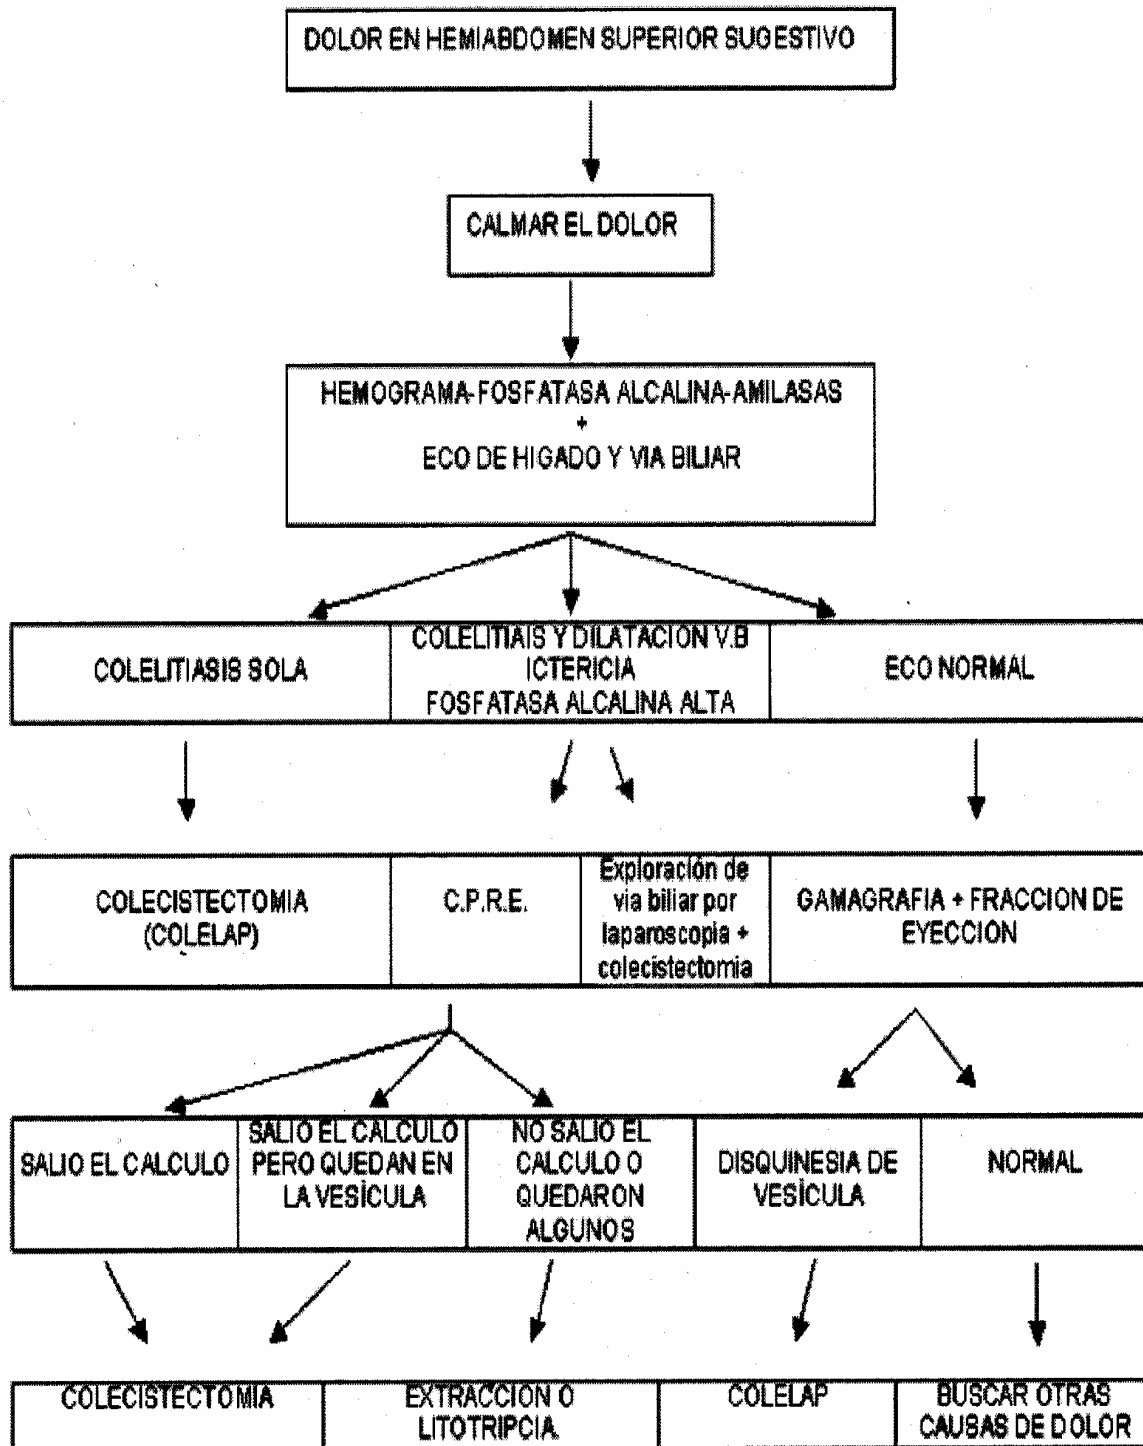 DOLOR EN HEMIABDOMEN SUPERIOR SUGESTIVO
CALMAR EL DOLOR
HEMOGRAMA-FOSFATASA ALCALINA-AMILASAS
+
ECO DE HIGADO Y VIA BILIAR
COLELITIASIS SOLA
COLELITIAIS Y DILATACION V.B
ICTERICIA
FOSFATASA ALCALINA ALTA
ECO NORMAL
COLECISTECTOMIA
(COLELAP)
C.P.R.E.
Exploración de
via biliar por
laparoscopia +
colecistectomia
GAMAGRAFIA + FRACCION DE
EYECCION
SALIO EL CALCULO
SALIO EL CALCULO
PERO QUEDAN EN
LA VESÍCULA
NO SALIO EL
CALCULO O
QUEDARON
ALGUNOS
DISQUINESIA DE
VESÍCULA
NORMAL
COLECISTECTOMIA
EXTRACCION O
LITOTRIPCIA
COLELAP
BUSCAR OTRAS
CAUSAS DE DOLOR